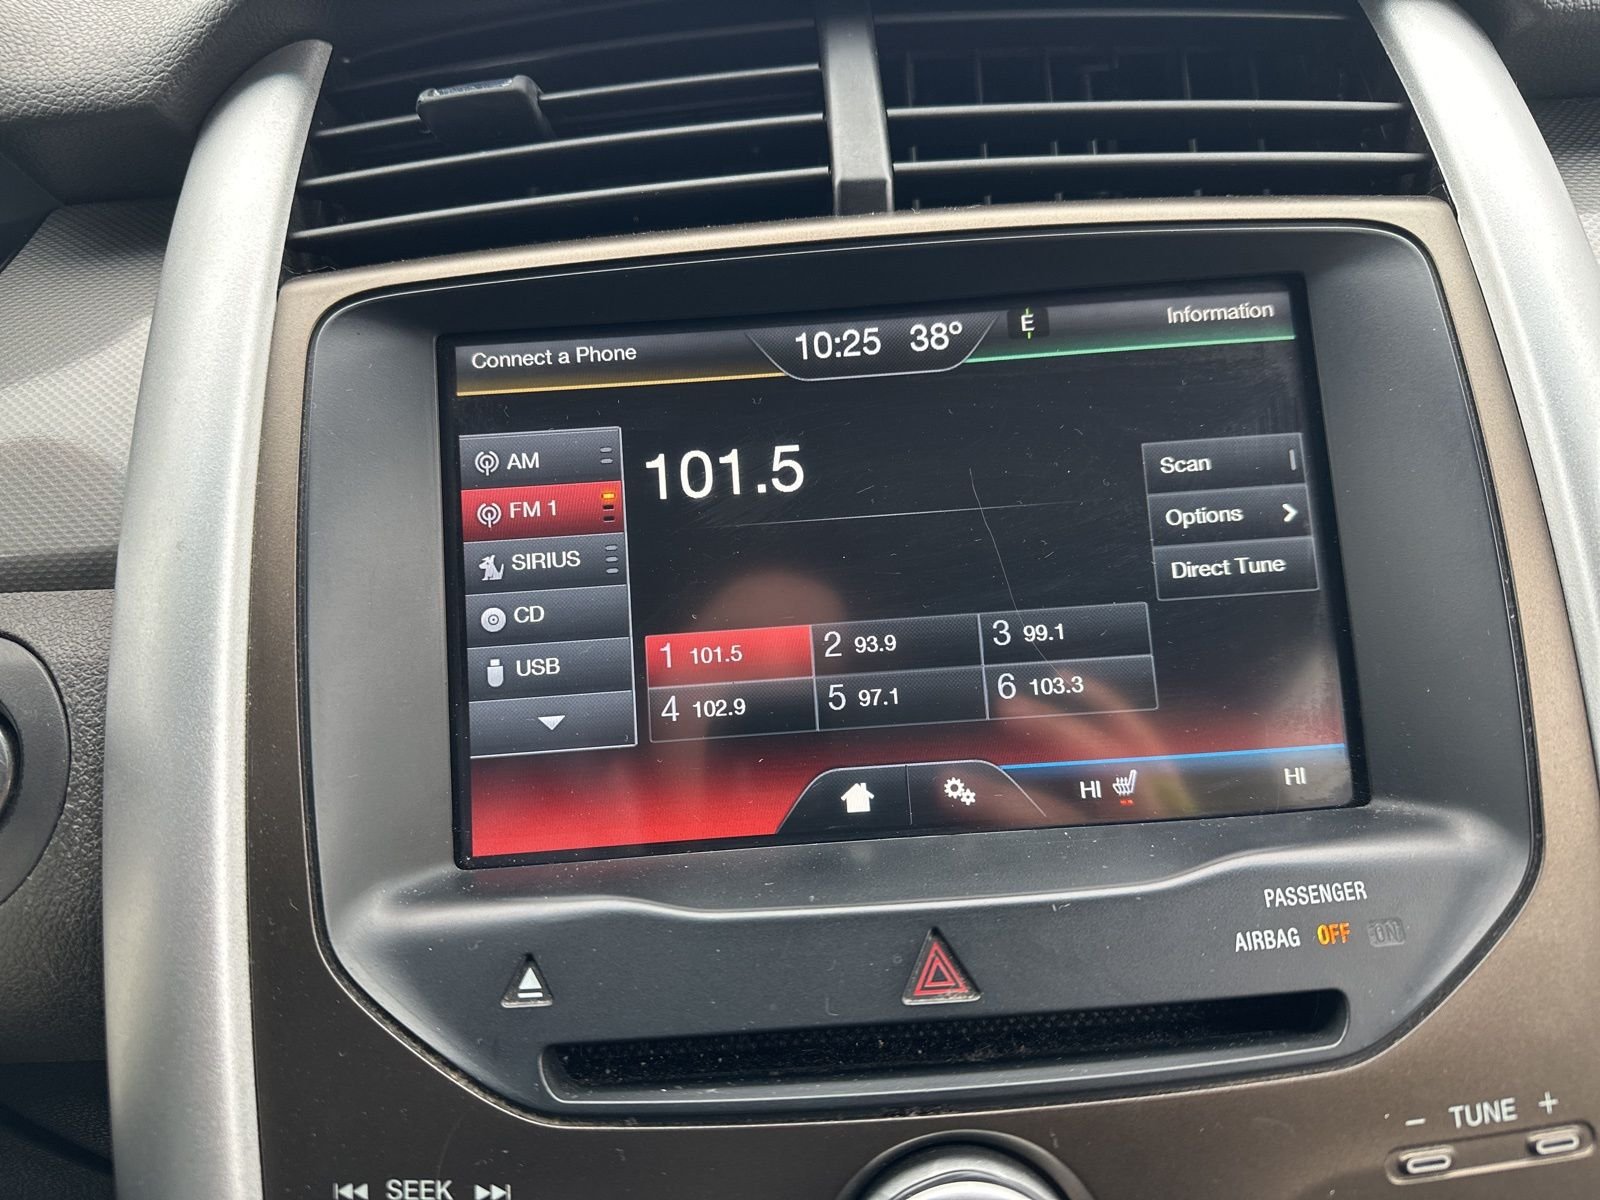 Connect a Phone
10:25 38°
E
Information
AM
FM 1
SIRIUS
CD
USB
101.5
Scan
Options
Direct Tune
1 101.5
2 93.9
3 99.1
4 102.9
5 97.1
6 103.3
HI
HI
PASSENGER
AIRBAG OFF ON
SEEK
- TUNE +